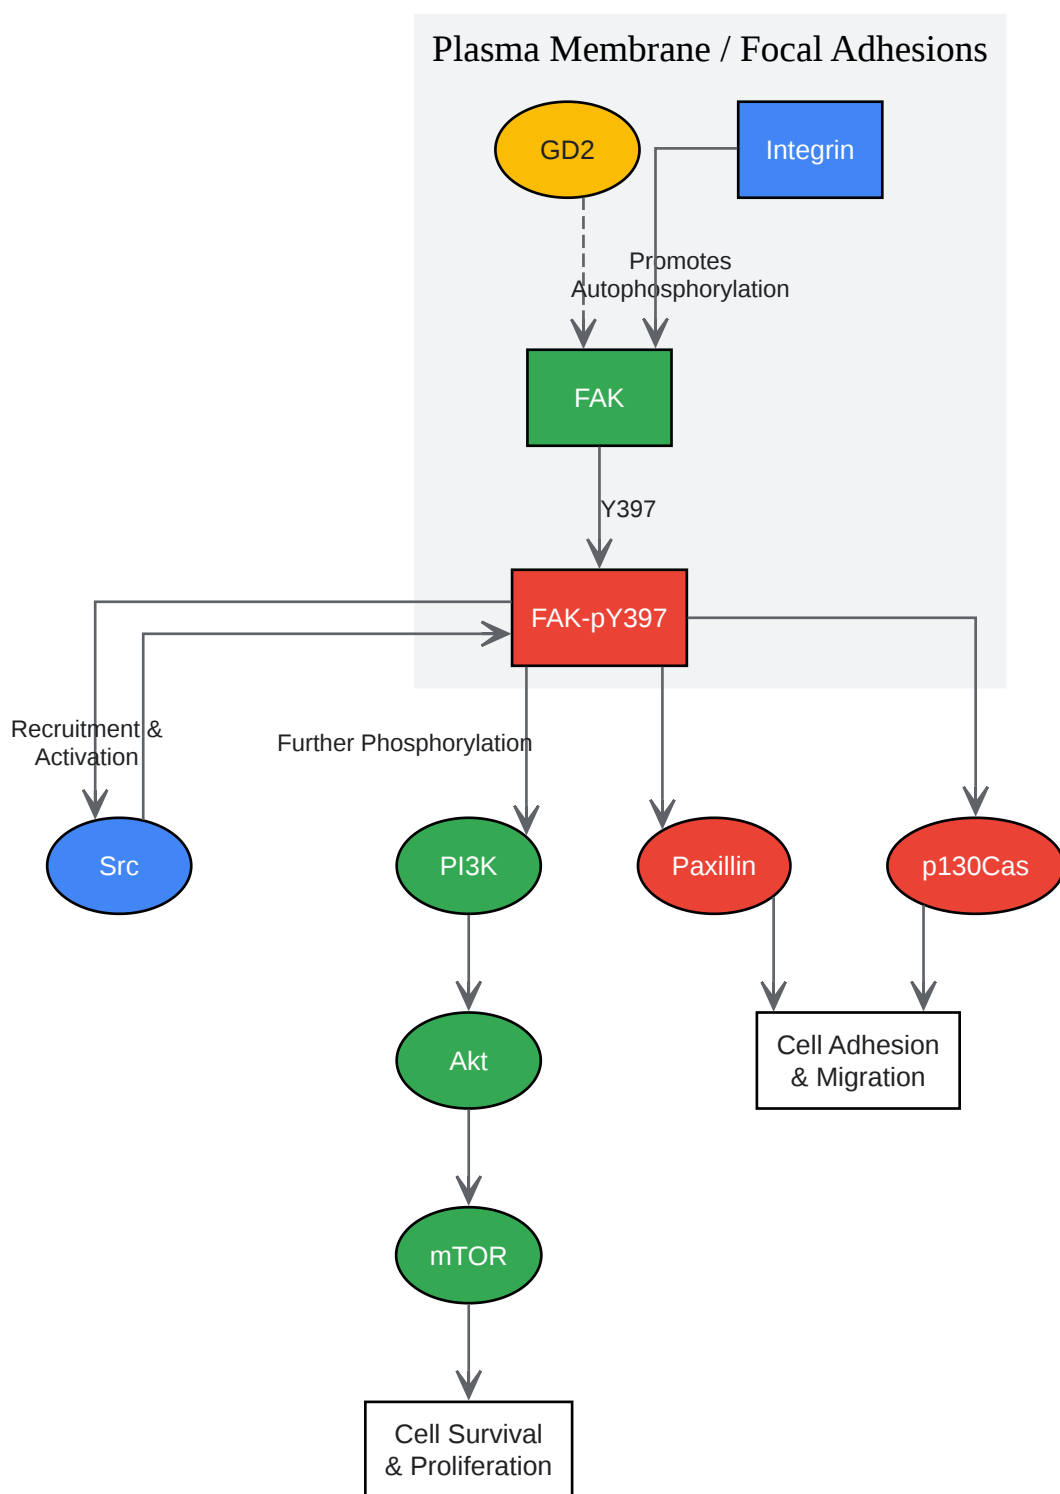 Plasma Membrane / Focal Adhesions
GD2
Integrin
Promotes
Autophosphorylation
FAK
Y397
FAK-pY397
Recruitment &
Activation
Further Phosphorylation
Src
PI3K
Paxillin
p130Cas
Akt
Cell Adhesion
& Migration
mTOR
Cell Survival
& Proliferation